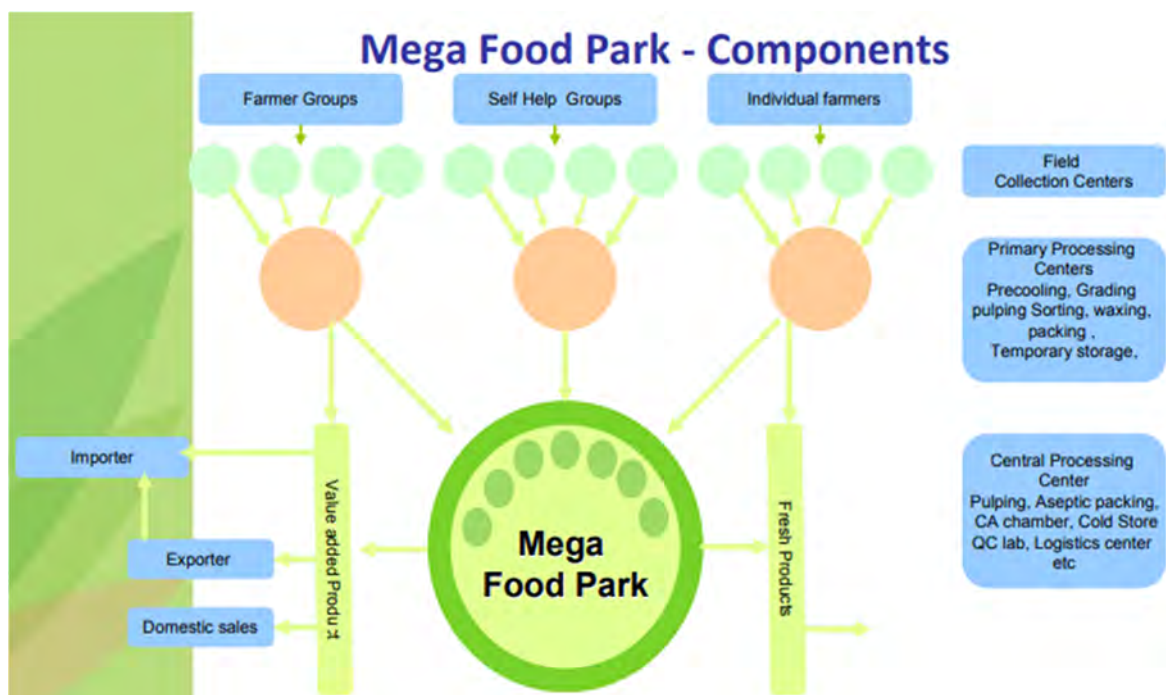 Mega Food Park - Components
Farmer Groups
Self Help Groups
Individual farmers
Field
Collection Centers
Primary Processing
Centers
Precooling, Grading
pulping Sorting, waxing,
packing ,
Temporary storage,
Importer
Exporter
Domestic sales
Value added Product
Mega
Food Park
Fresh Products
Central Processing
Center
Pulping, Aseptic packing,
CA chamber, Cold Store
QC lab, Logistics center
etc